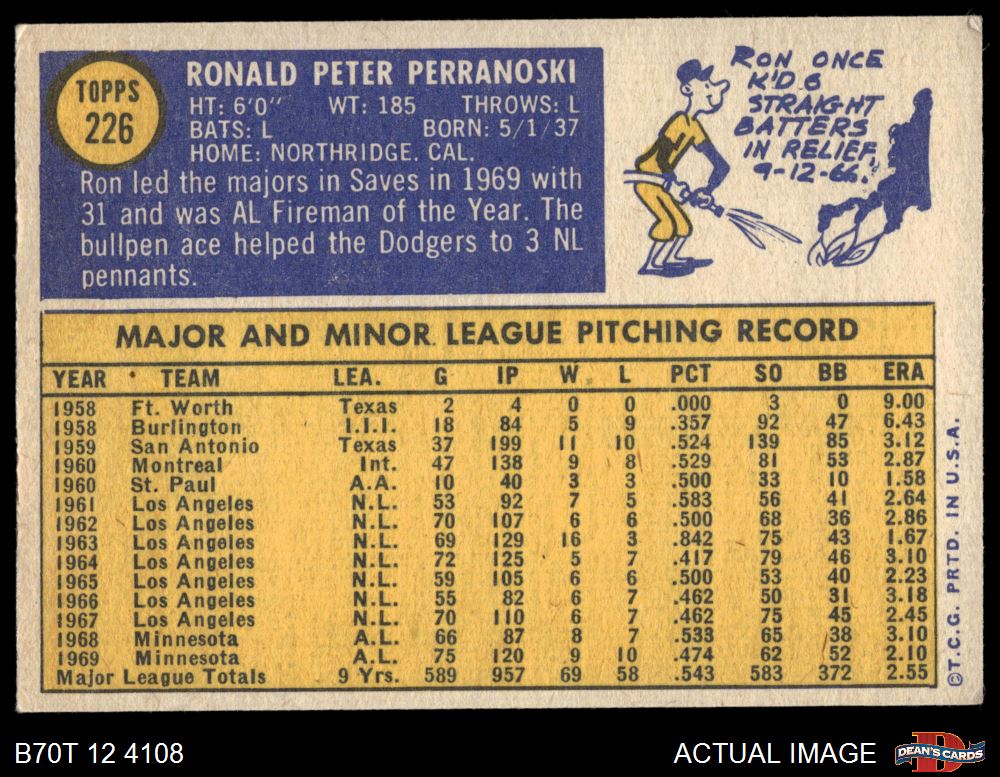 TOPPS
226
RONALD PETER PERRANOSKI
HT: 6'0" WT: 185 THROWS: L
BATS: L BORN: 5/1/37
HOME: NORTHRIDGE. CAL.
Ron led the majors in Saves in 1969 with
31 and was AL Fireman of the Year. The
bullpen ace helped the Dodgers to 3 NL
pennants.
RON ONCE
K'D 6
STRAIGHT
BATTERS
IN RELIEF,
9-12-66.
MAJOR AND MINOR LEAGUE PITCHING RECORD
YEAR TEAM LEA. G IP W L PCT SO BB ERA
1958 Ft. Worth Texas 2 4 0 0 .000 3 0 9.00
1958 Burlington I.I.I. 18 84 5 9 .357 92 47 6.43
1959 San Antonio Texas 37 199 11 10 .524 139 85 3.12
1960 Montreal Int. 47 138 9 8 .529 81 53 2.87
1960 St. Paul A.A. 10 40 3 3 .500 33 10 1.58
1961 Los Angeles N.L. 53 92 7 5 .583 56 41 2.64
1962 Los Angeles N.L. 70 107 6 6 .500 68 36 2.86
1963 Los Angeles N.L. 69 129 16 3 .842 75 43 1.67
1964 Los Angeles N.L. 72 125 5 7 .417 79 46 3.10
1965 Los Angeles N.L. 59 105 6 6 .500 53 40 2.23
1966 Los Angeles N.L. 55 82 6 7 .462 50 31 3.18
1967 Los Angeles N.L. 70 110 6 7 .462 75 45 2.45
1968 Minnesota A.L. 66 87 8 7 .533 65 38 3.10
1969 Minnesota A.L. 75 120 9 10 .474 62 52 2.10
Major League Totals 9 Yrs. 589 957 69 58 .543 583 372 2.55
©T.C.G. PRTD. IN U.S.A.
B70T 12 4108
ACTUAL IMAGE
DEAN'S CARDS